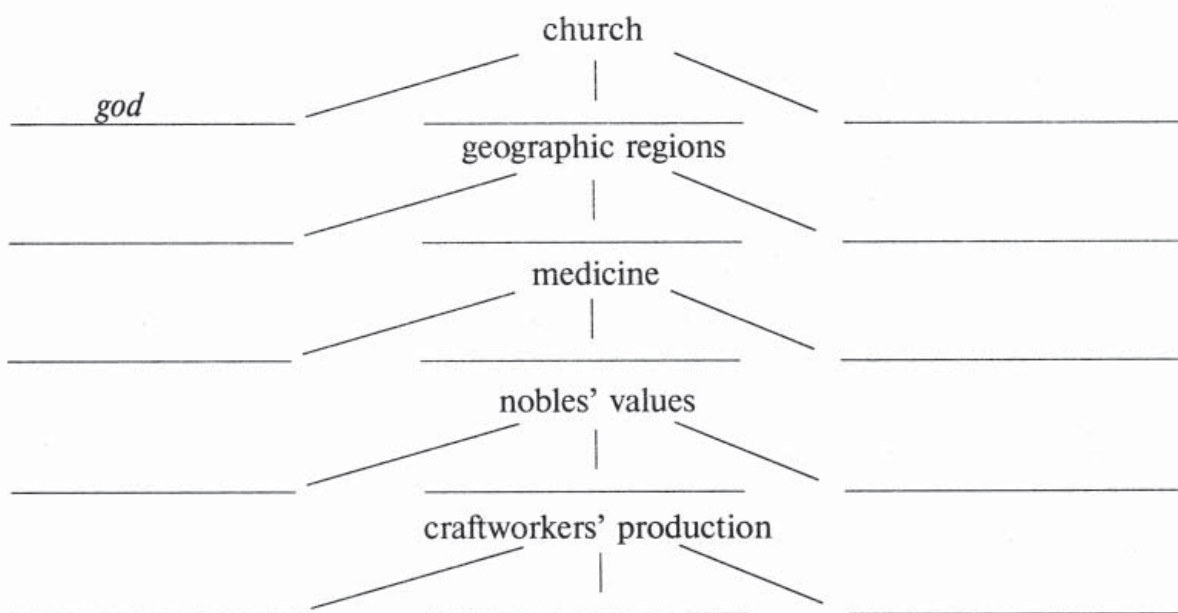 church
god
geographic regions
medicine
nobles’ values
craftworkers’ production